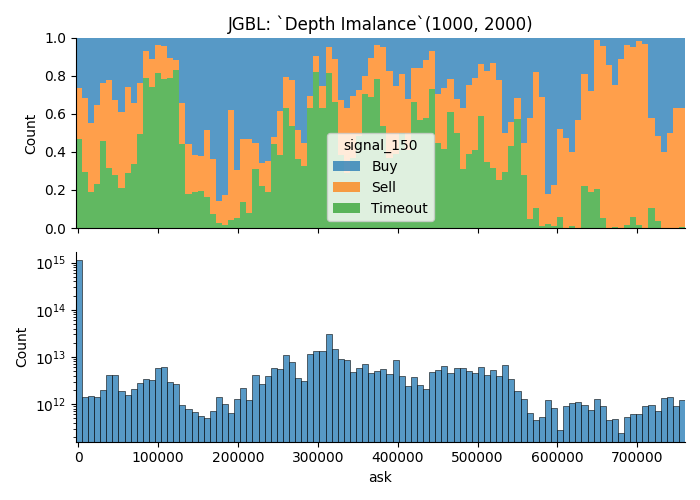 JGBL: `Depth Imalance`(1000, 2000)
1.0
0.8
0.6
0.4
0.2
0.0
Count
signal_150
Buy
Sell
Timeout
10^15
10^14
10^13
10^12
Count
0 100000 200000 300000 400000 500000 600000 700000
ask